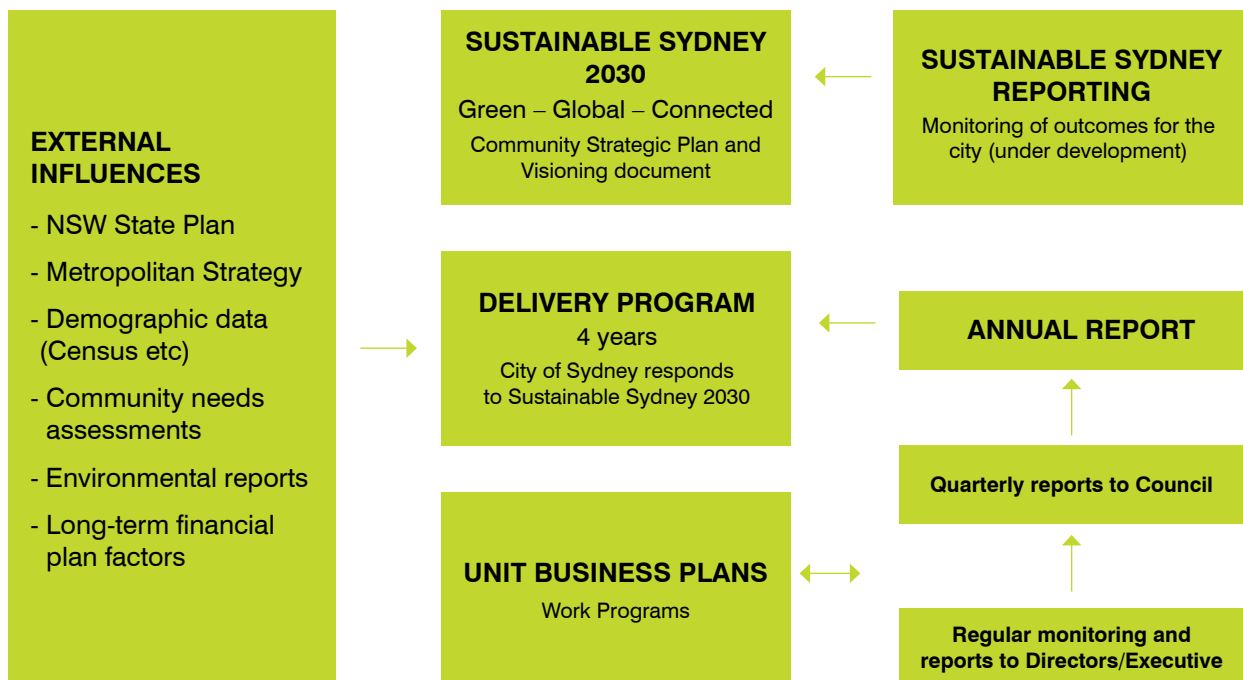 EXTERNAL
INFLUENCES
- NSW State Plan
- Metropolitan Strategy
- Demographic data
(Census etc)
- Community needs
assessments
- Environmental reports
- Long-term financial
plan factors
SUSTAINABLE SYDNEY
2030
Green – Global – Connected
Community Strategic Plan and
Visioning document
SUSTAINABLE SYDNEY
REPORTING
Monitoring of outcomes for the
city (under development)
DELIVERY PROGRAM
4 years
City of Sydney responds
to Sustainable Sydney 2030
ANNUAL REPORT
Quarterly reports to Council
UNIT BUSINESS PLANS
Work Programs
Regular monitoring and
reports to Directors/Executive